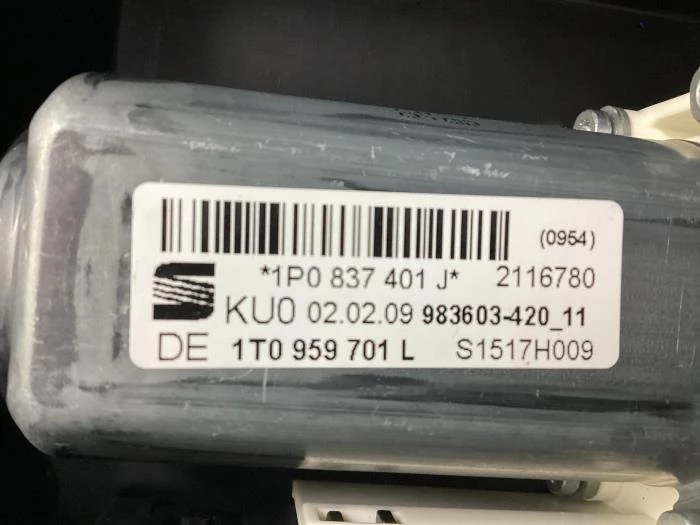 (0954)
*1P0 837 401 J* 2116780
KU0 02.02.09 983603-420_11
DE 1T0 959 701 L S1517H009